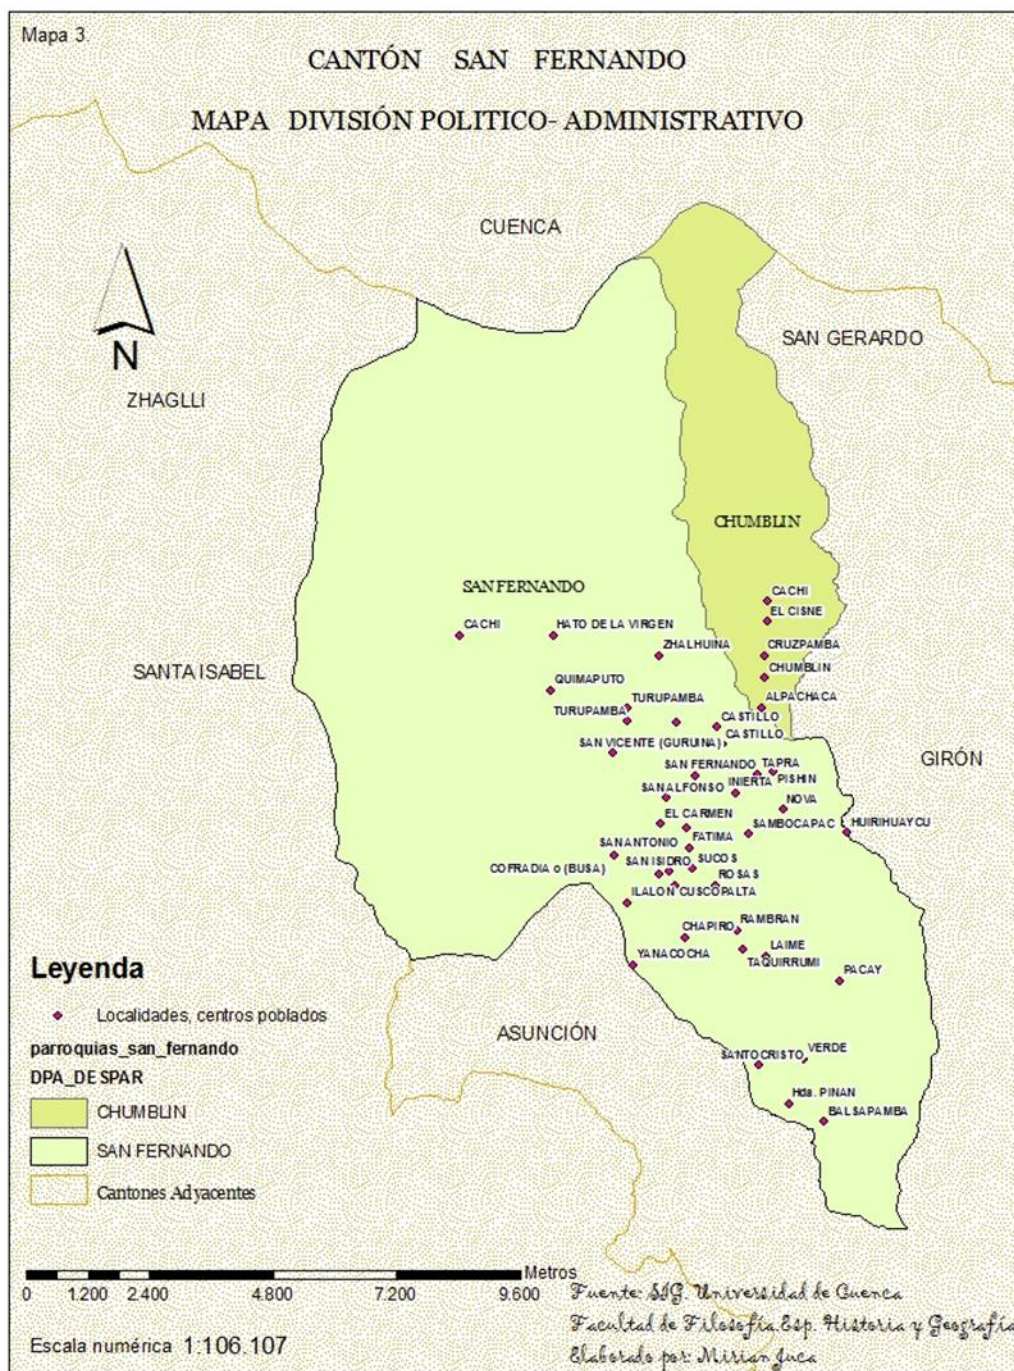 Mapa 3.
CANTÓN SAN FERNANDO
MAPA DIVISIÓN POLITICO- ADMINISTRATIVO
CUENCA
SAN GERARDO
N
ZHAGLLI
CHUMBLIN
SAN FERNANDO
CACHI
EL CISNE
CACHI
HATO DE LA VIRGEN
ZHALHUINA
CRUZPAMBA
CHUMBLIN
SANTA ISABEL
QUIMAPUTO
TURUPAMBA
ALPACHACA
TURUPAMBA
CASTILLO
CASTILLO
SAN VICENTE (GURUINA)
GIRÓN
SAN FERNANDO
TAPRA
PISHIN
INIERTA
SAN ALFONSO
NOVA
EL CARMEN
SAMBOCAPAC
HUIRIHUAYCU
SAN ANTONIO
FATIMA
SAN ISIDRO
SUCOS
COFRADIA o (BUSA)
ROSAS
ILALON
CUSCOPALTA
CHAPIRO
RAMBRAN
LAIME
YANACOCHA
TAQUIRRUMI
PACAY
ASUNCIÓN
SANTOCRISTO
VERDE
Hda. PINAN
BALSAPAMBA
Leyenda
Localidades, centros poblados
parroquias_san_fernando
DPA_DESPAR
CHUMBLIN
SAN FERNANDO
Cantones Adyacentes
Metros
0 1.200 2.400 4.800 7.200 9.600
Escala numérica 1:106.107
Fuente: SIG. Universidad de Cuenca
Facultad de Filosofía Esp. Historia y Geografía
Elaborado por: Mirian Juca